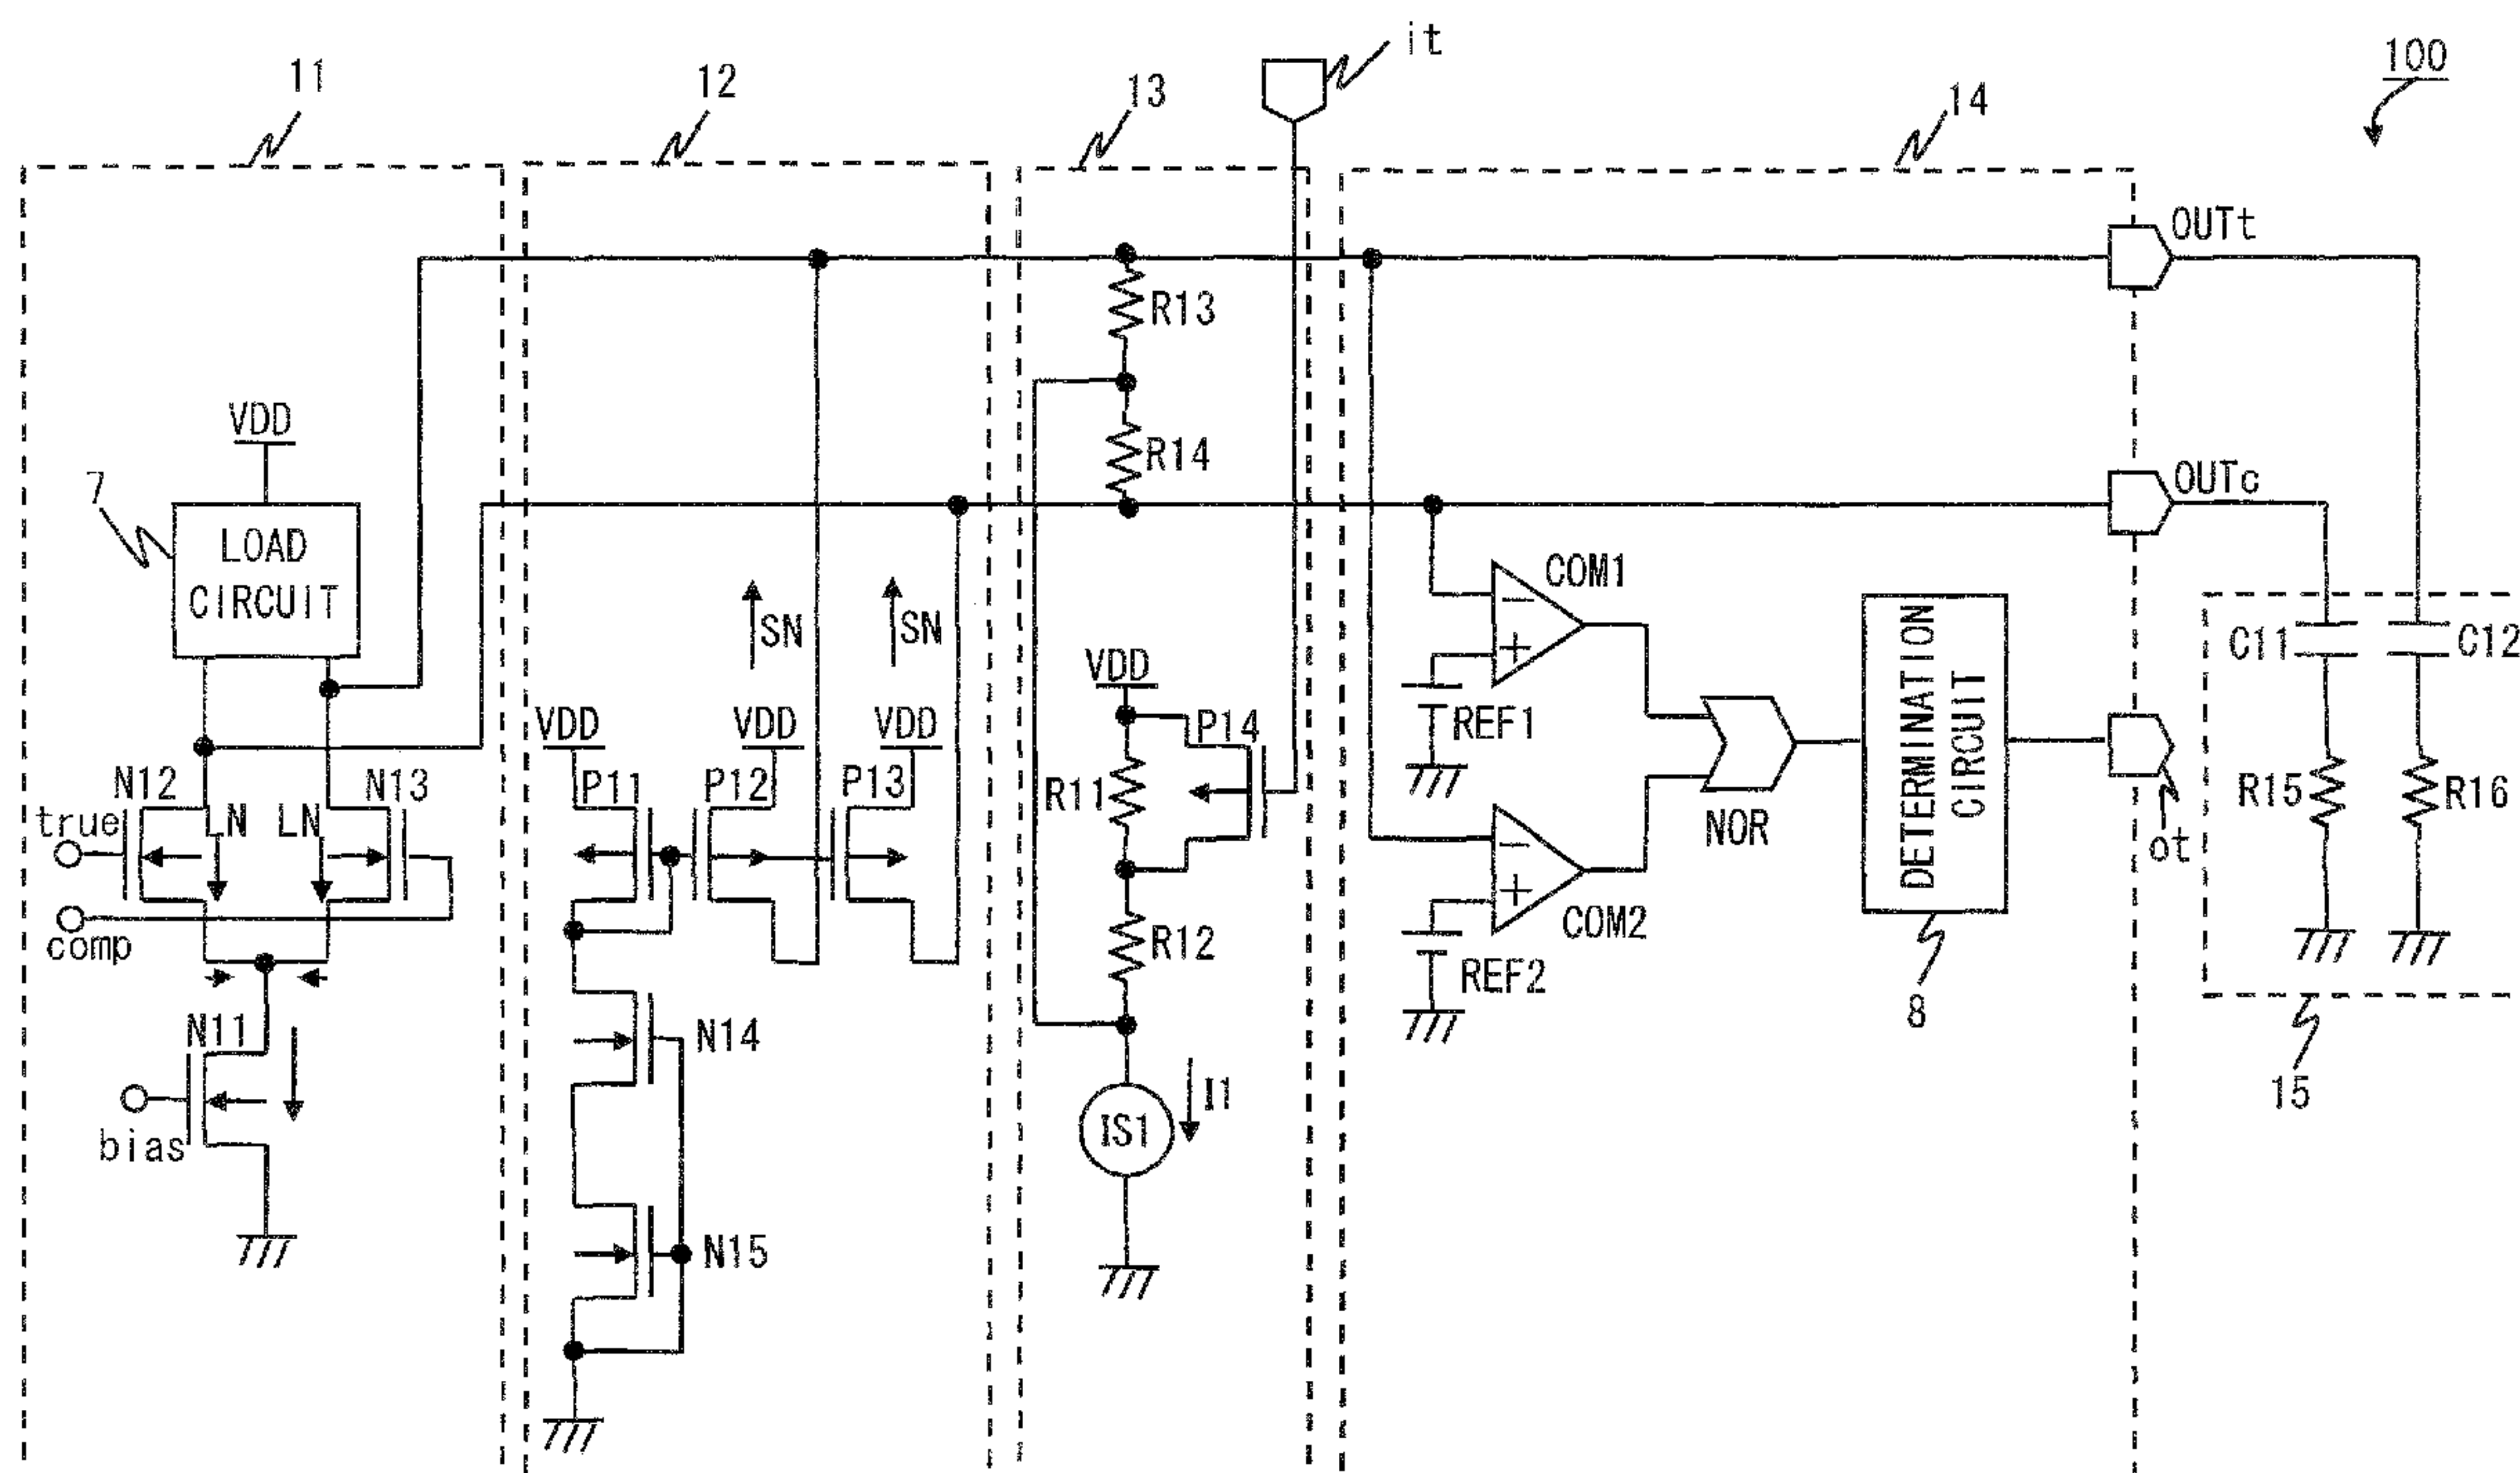 it
100
11
12
13
14
OUTt
R13
VDD
R14
7
OUTc
LOAD
CIRCUIT
COM1
SN
SN
C11
C12
VDD
VDD
VDD
VDD
P14
REF1
DETERMINATION
CIRCUIT
N12
N13
P11
P12
P13
R11
R15
R16
true
LN
LN
NOR
ot
comp
COM2
R12
REF2
N11
N14
8
I1
15
bias
IS1
N15